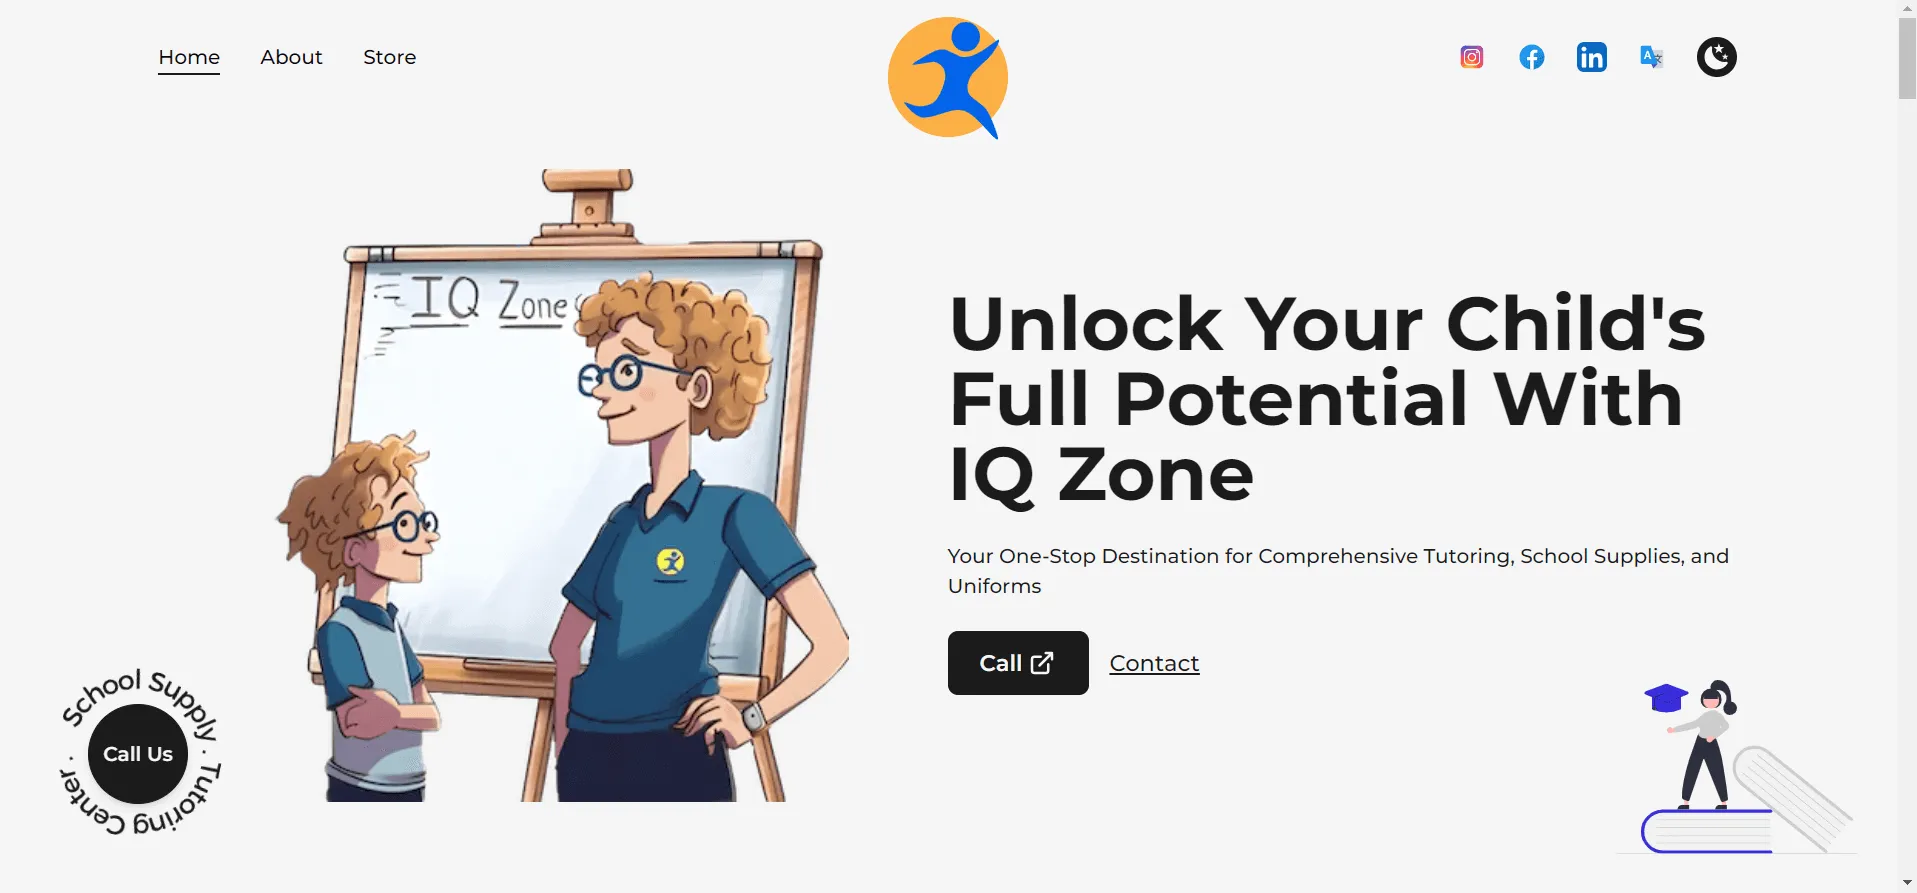 Home
About
Store
A
IQ Zone
Unlock Your Child's
Full Potential With
IQ Zone
Your One-Stop Destination for Comprehensive Tutoring, School Supplies, and
Uniforms
Call
Contact
School Supply · Tutoring Center ·
Call Us